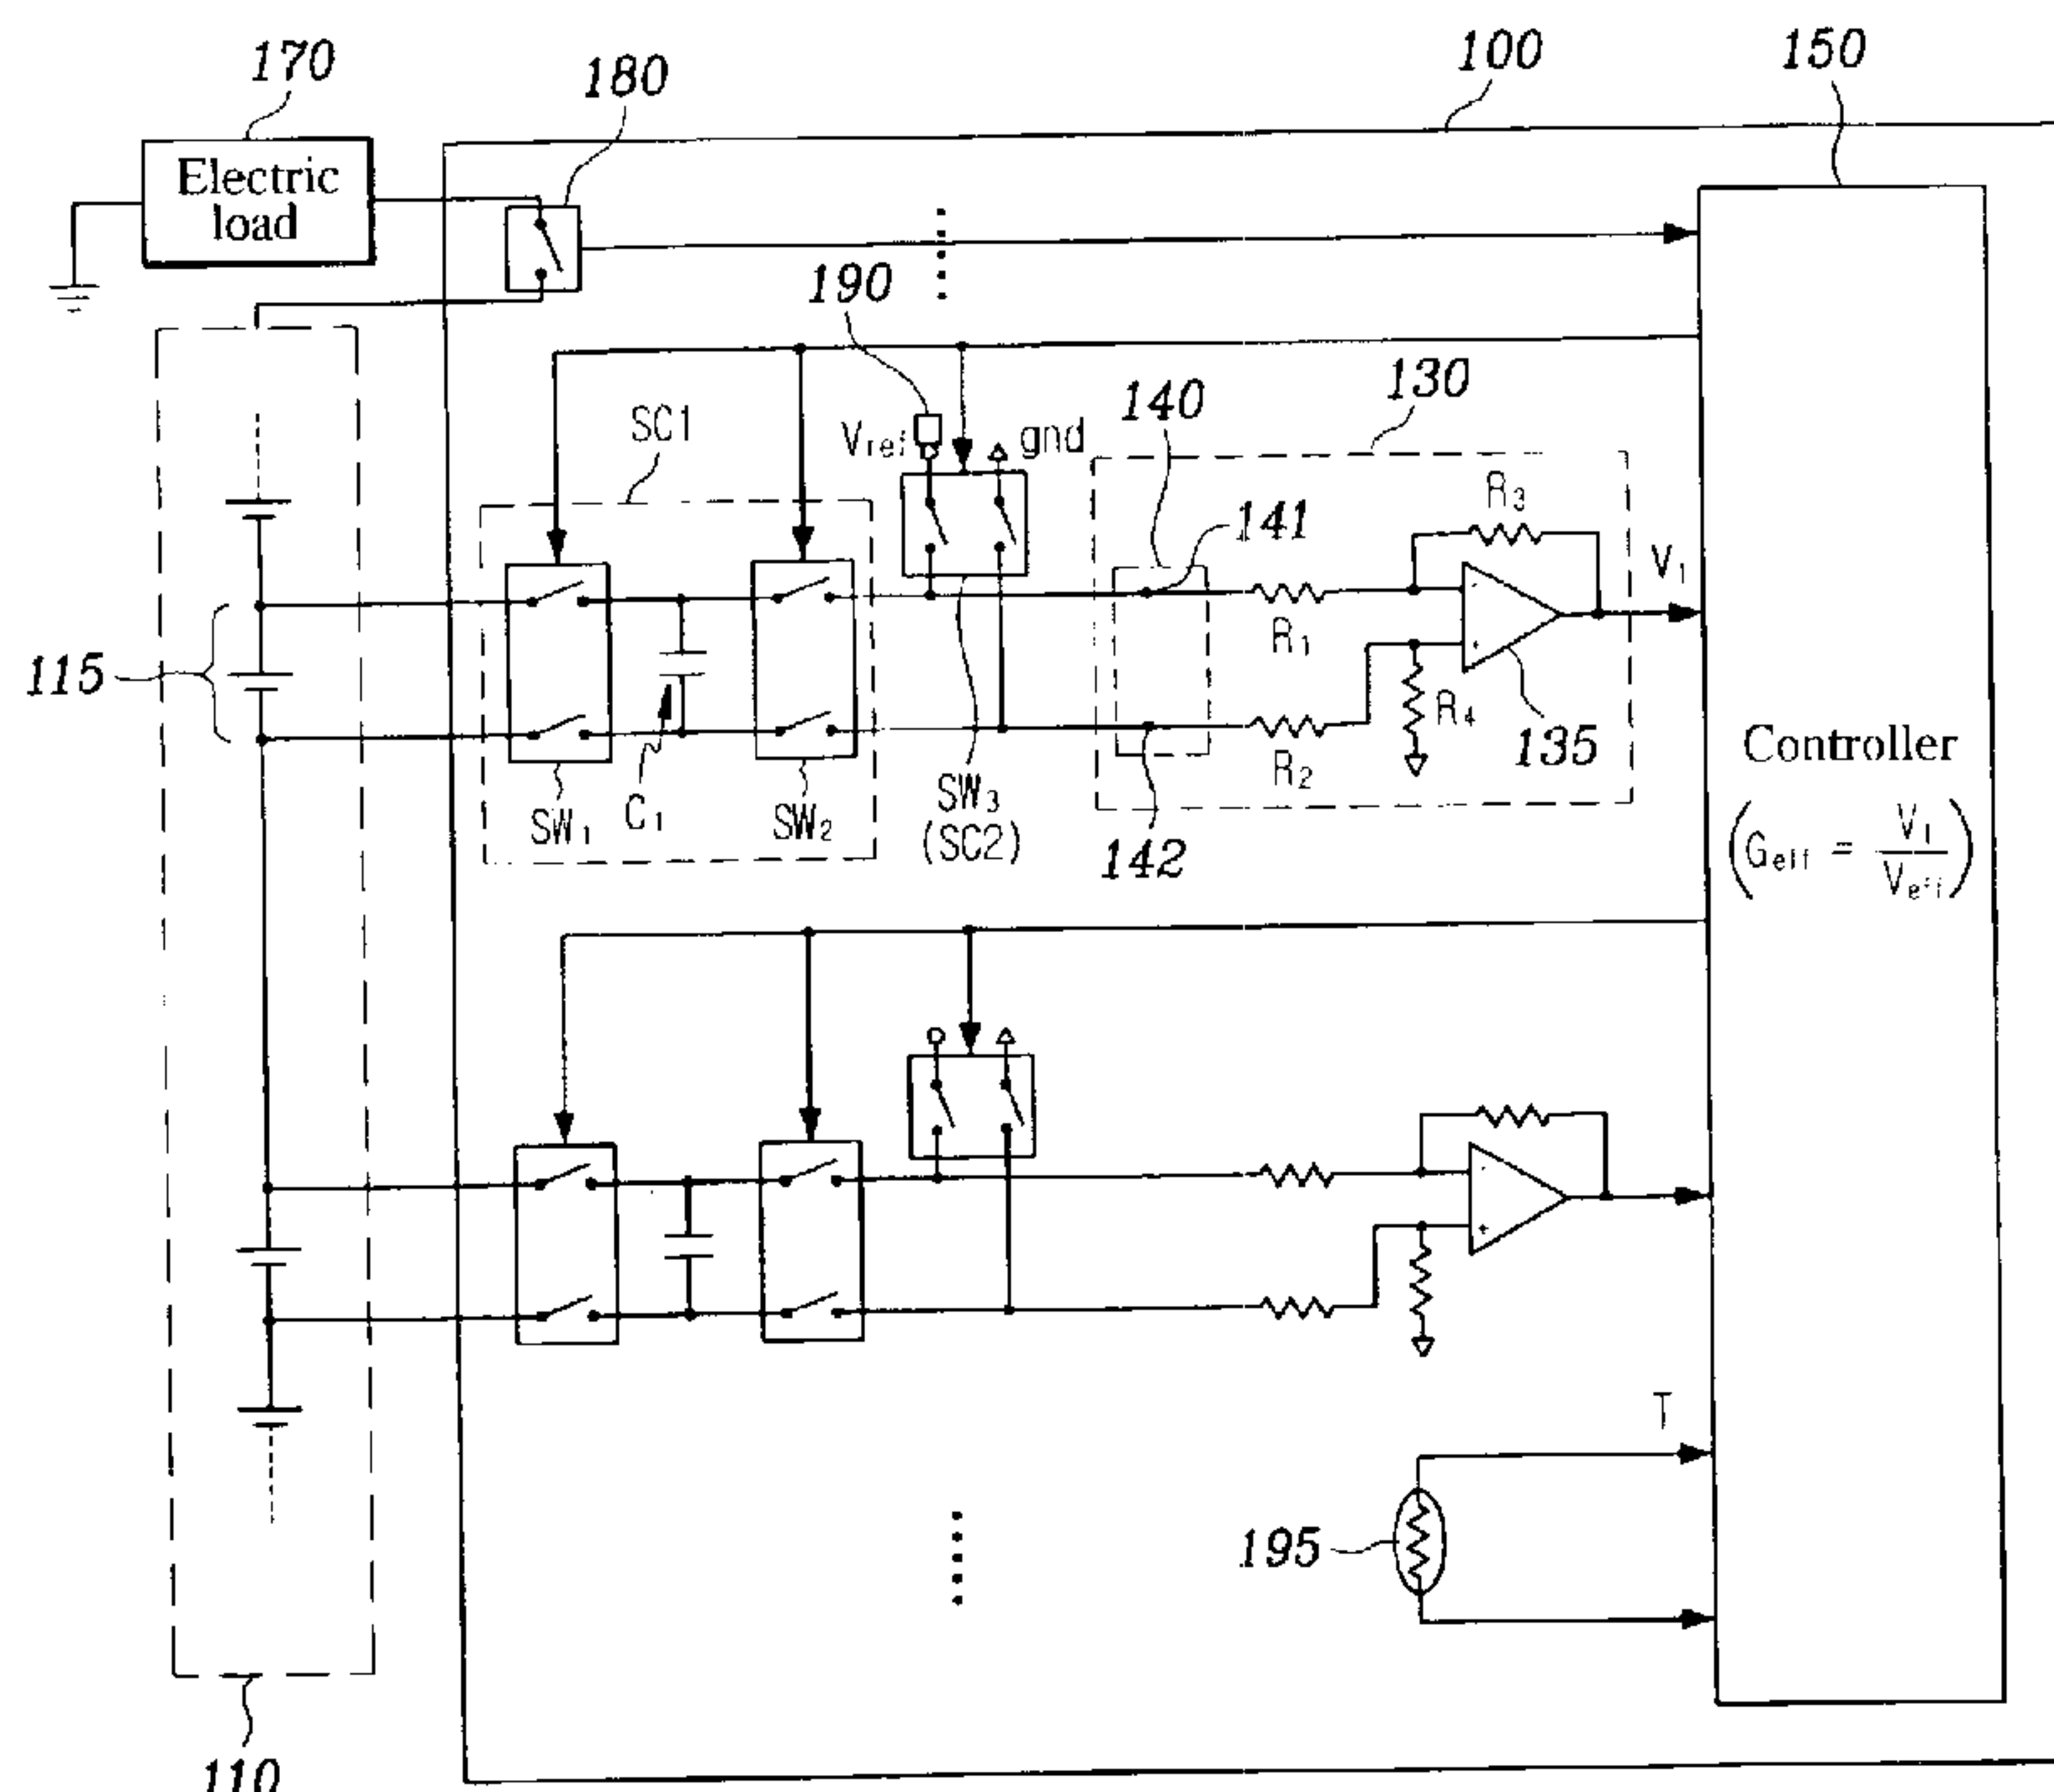 170
180
100
150
Electric
load
190
130
140
SC1
Vref
gnd
141
R3
V1
115
R1
R4
135
Controller
R2
SW1
C1
SW2
SW3
(SC2)
142
(Geff = V1 / Veff)
- +
- +
T
195
110